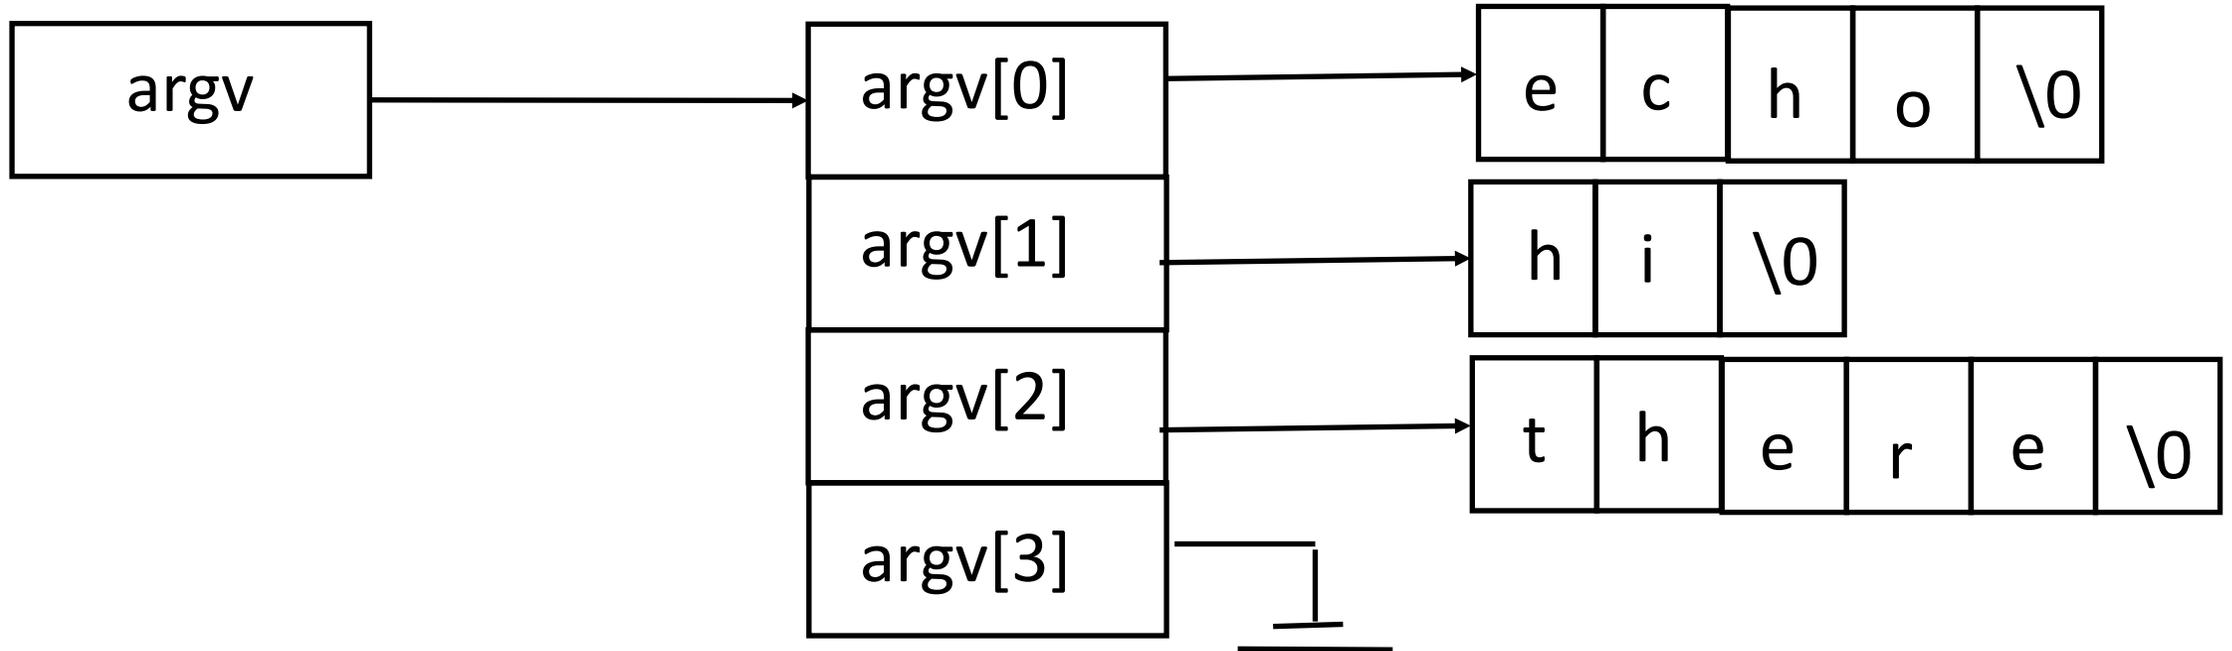 argv
argv[0]
e c h o \0
argv[1]
h i \0
argv[2]
t h e r e \0
argv[3]